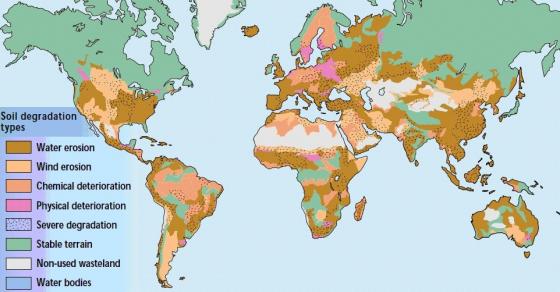 Soil degradation
types
Water erosion
Wind erosion
Chemical deterioration
Physical deterioration
Severe degradation
Stable terrain
Non-used wasteland
Water bodies